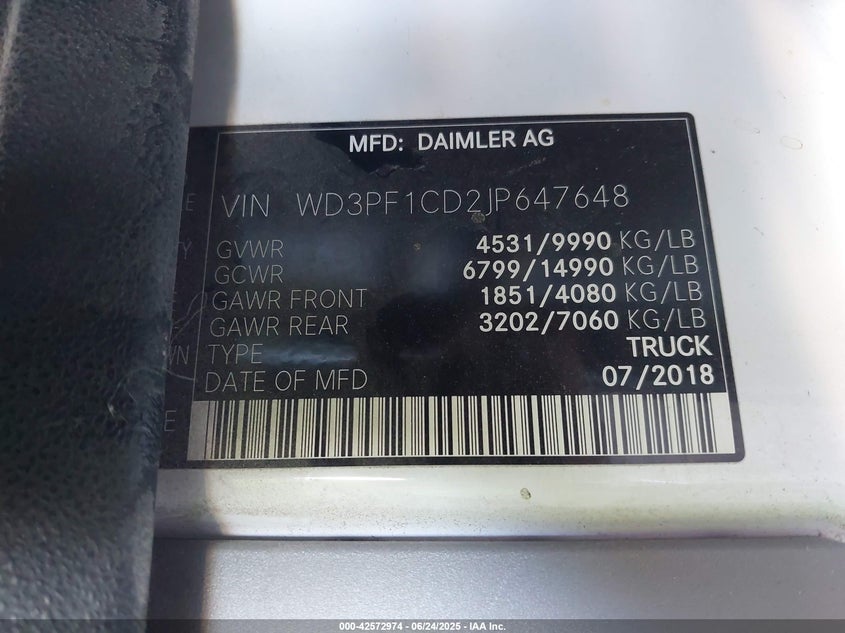 MFD: DAIMLER AG
VIN WD3PF1CD2JP647648
GVWR 4531/9990 KG/LB
GCWR 6799/14990 KG/LB
GAWR FRONT 1851/4080 KG/LB
GAWR REAR 3202/7060 KG/LB
TYPE TRUCK
DATE OF MFD 07/2018
000-42572974 - 06/24/2025 - IAA Inc.